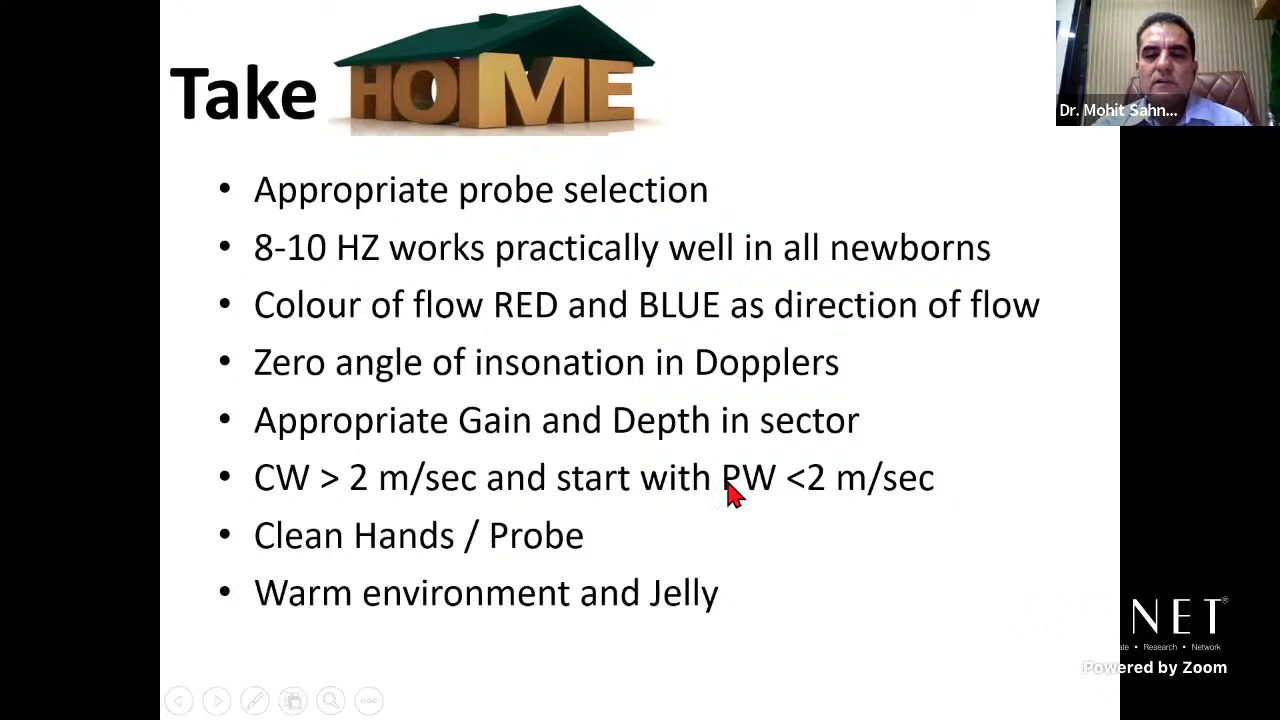 Take HOME
Dr. Mohit Sahn...
• Appropriate probe selection
• 8-10 HZ works practically well in all newborns
• Colour of flow RED and BLUE as direction of flow
• Zero angle of insonation in Dopplers
• Appropriate Gain and Depth in sector
• CW > 2 m/sec and start with PW <2 m/sec
• Clean Hands / Probe
• Warm environment and Jelly
NET®
• Research • Network
Powered by Zoom